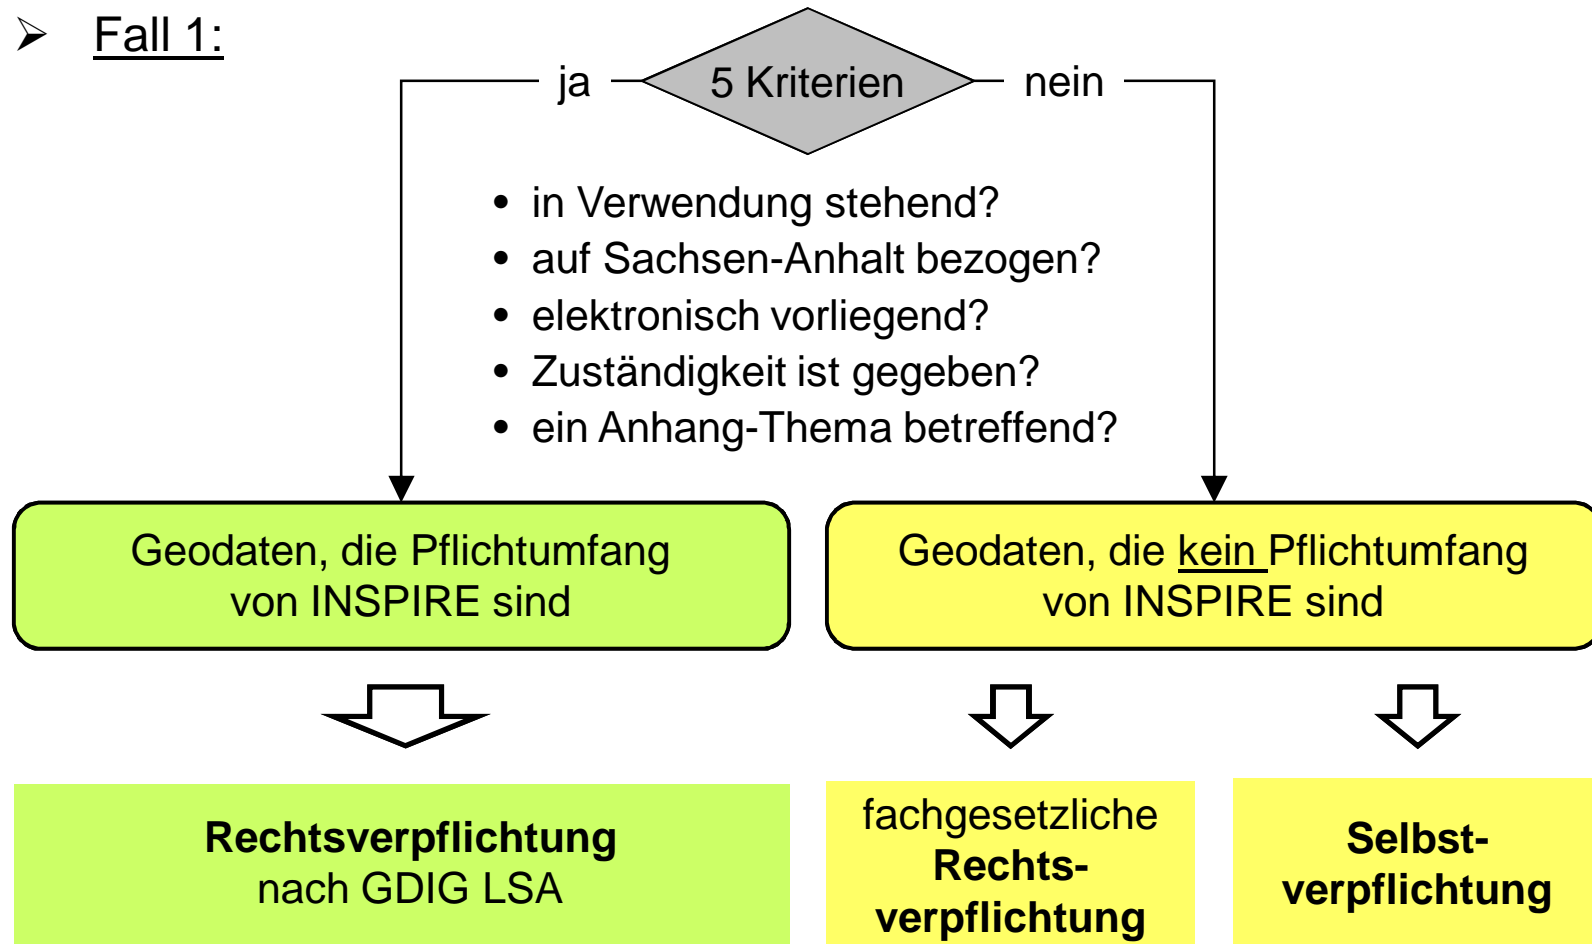 ➢ Fall 1:
ja
5 Kriterien
nein
• in Verwendung stehend?
• auf Sachsen-Anhalt bezogen?
• elektronisch vorliegend?
• Zuständigkeit ist gegeben?
• ein Anhang-Thema betreffend?
Geodaten, die Pflichtumfang
von INSPIRE sind
Geodaten, die kein Pflichtumfang
von INSPIRE sind
Rechtsverpflichtung
nach GDIG LSA
fachgesetzliche
Rechts-
verpflichtung
Selbst-
verpflichtung